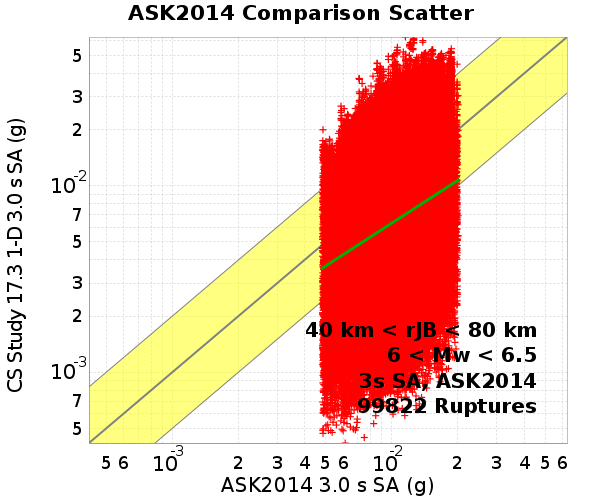 ASK2014 Comparison Scatter
CS Study 17.3 1-D 3.0 s SA (g)
5
3
2
10-2
7
5
3
2
10-3
7
5
40 km < rJB < 80 km
6 < Mw < 6.5
3s SA, ASK2014
99822 Ruptures
5 6 10-3 2 3 4 5 6 10-2 2 3 4 5 6
ASK2014 3.0 s SA (g)